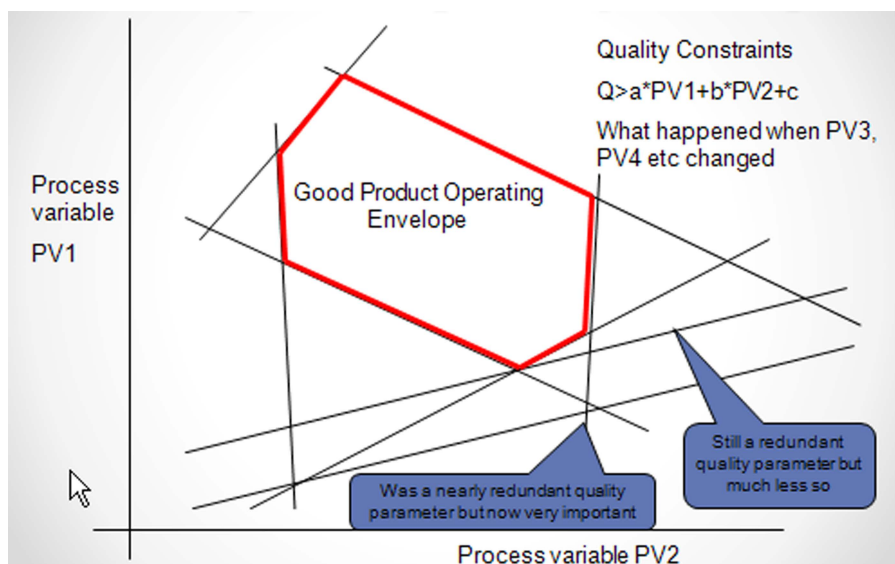 Quality Constraints
Q>a*PV1+b*PV2+c
What happened when PV3,
PV4 etc changed
Process
variable
PV1
Good Product Operating
Envelope
Still a redundant
quality parameter but
much less so
Was a nearly redundant quality
parameter but now very important
Process variable PV2